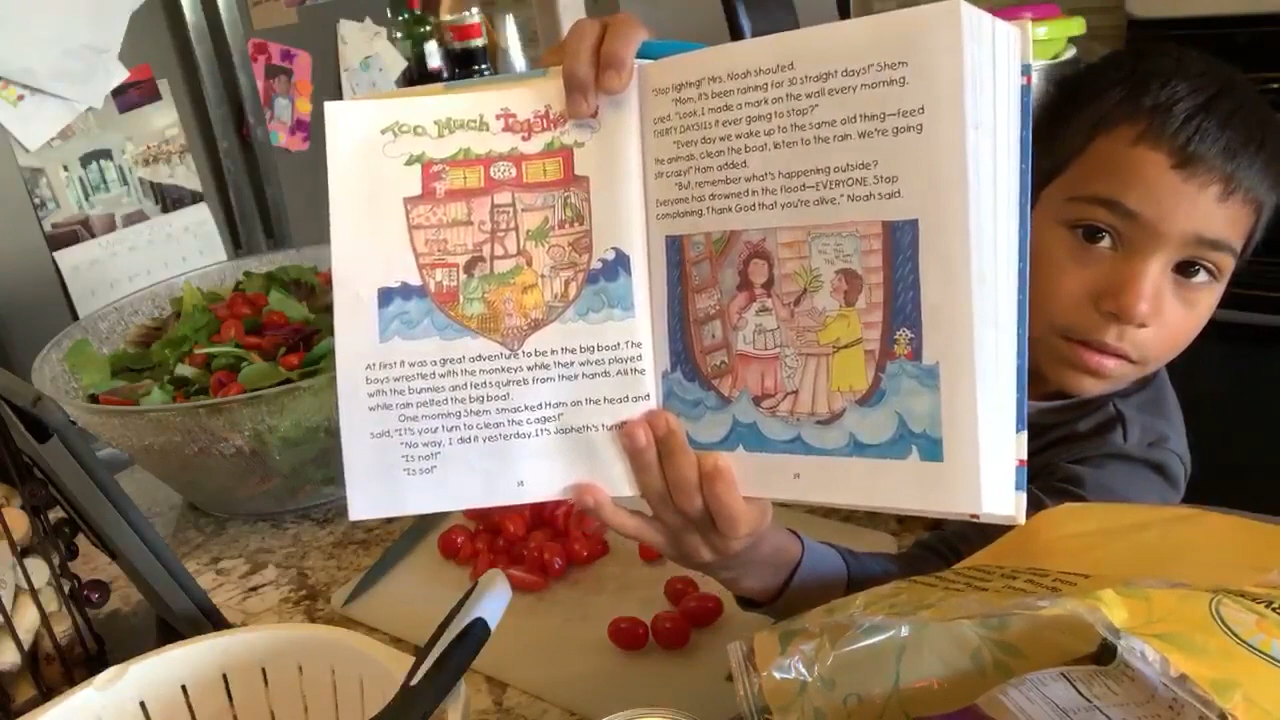 Too Much Together
At first it was a great adventure to be in the big boat. The
boys wrestled with the monkeys while their wives played
with the bunnies and fed squirrels from their hands. All the
while rain pelted the big boat.
One morning Shem smacked Ham on the head and
said, "It's your turn to clean the cages!"
"No way, I did it yesterday. It's Japheth's turn!"
"Is not!"
"Is so!"
38
"Stop fighting!" Mrs. Noah shouted.
"Mom, it's been raining for 30 straight days!" Shem
cried. "Look, I made a mark on the wall every morning.
THIRTY DAYS! Is it ever going to stop?"
"Every day we wake up to the same old thing—feed
the animals, clean the boat, listen to the rain. We're going
stir crazy!" Ham added.
"But, remember what's happening outside?
Everyone has drowned in the flood—EVERYONE. Stop
complaining. Thank God that you're alive," Noah said.
39